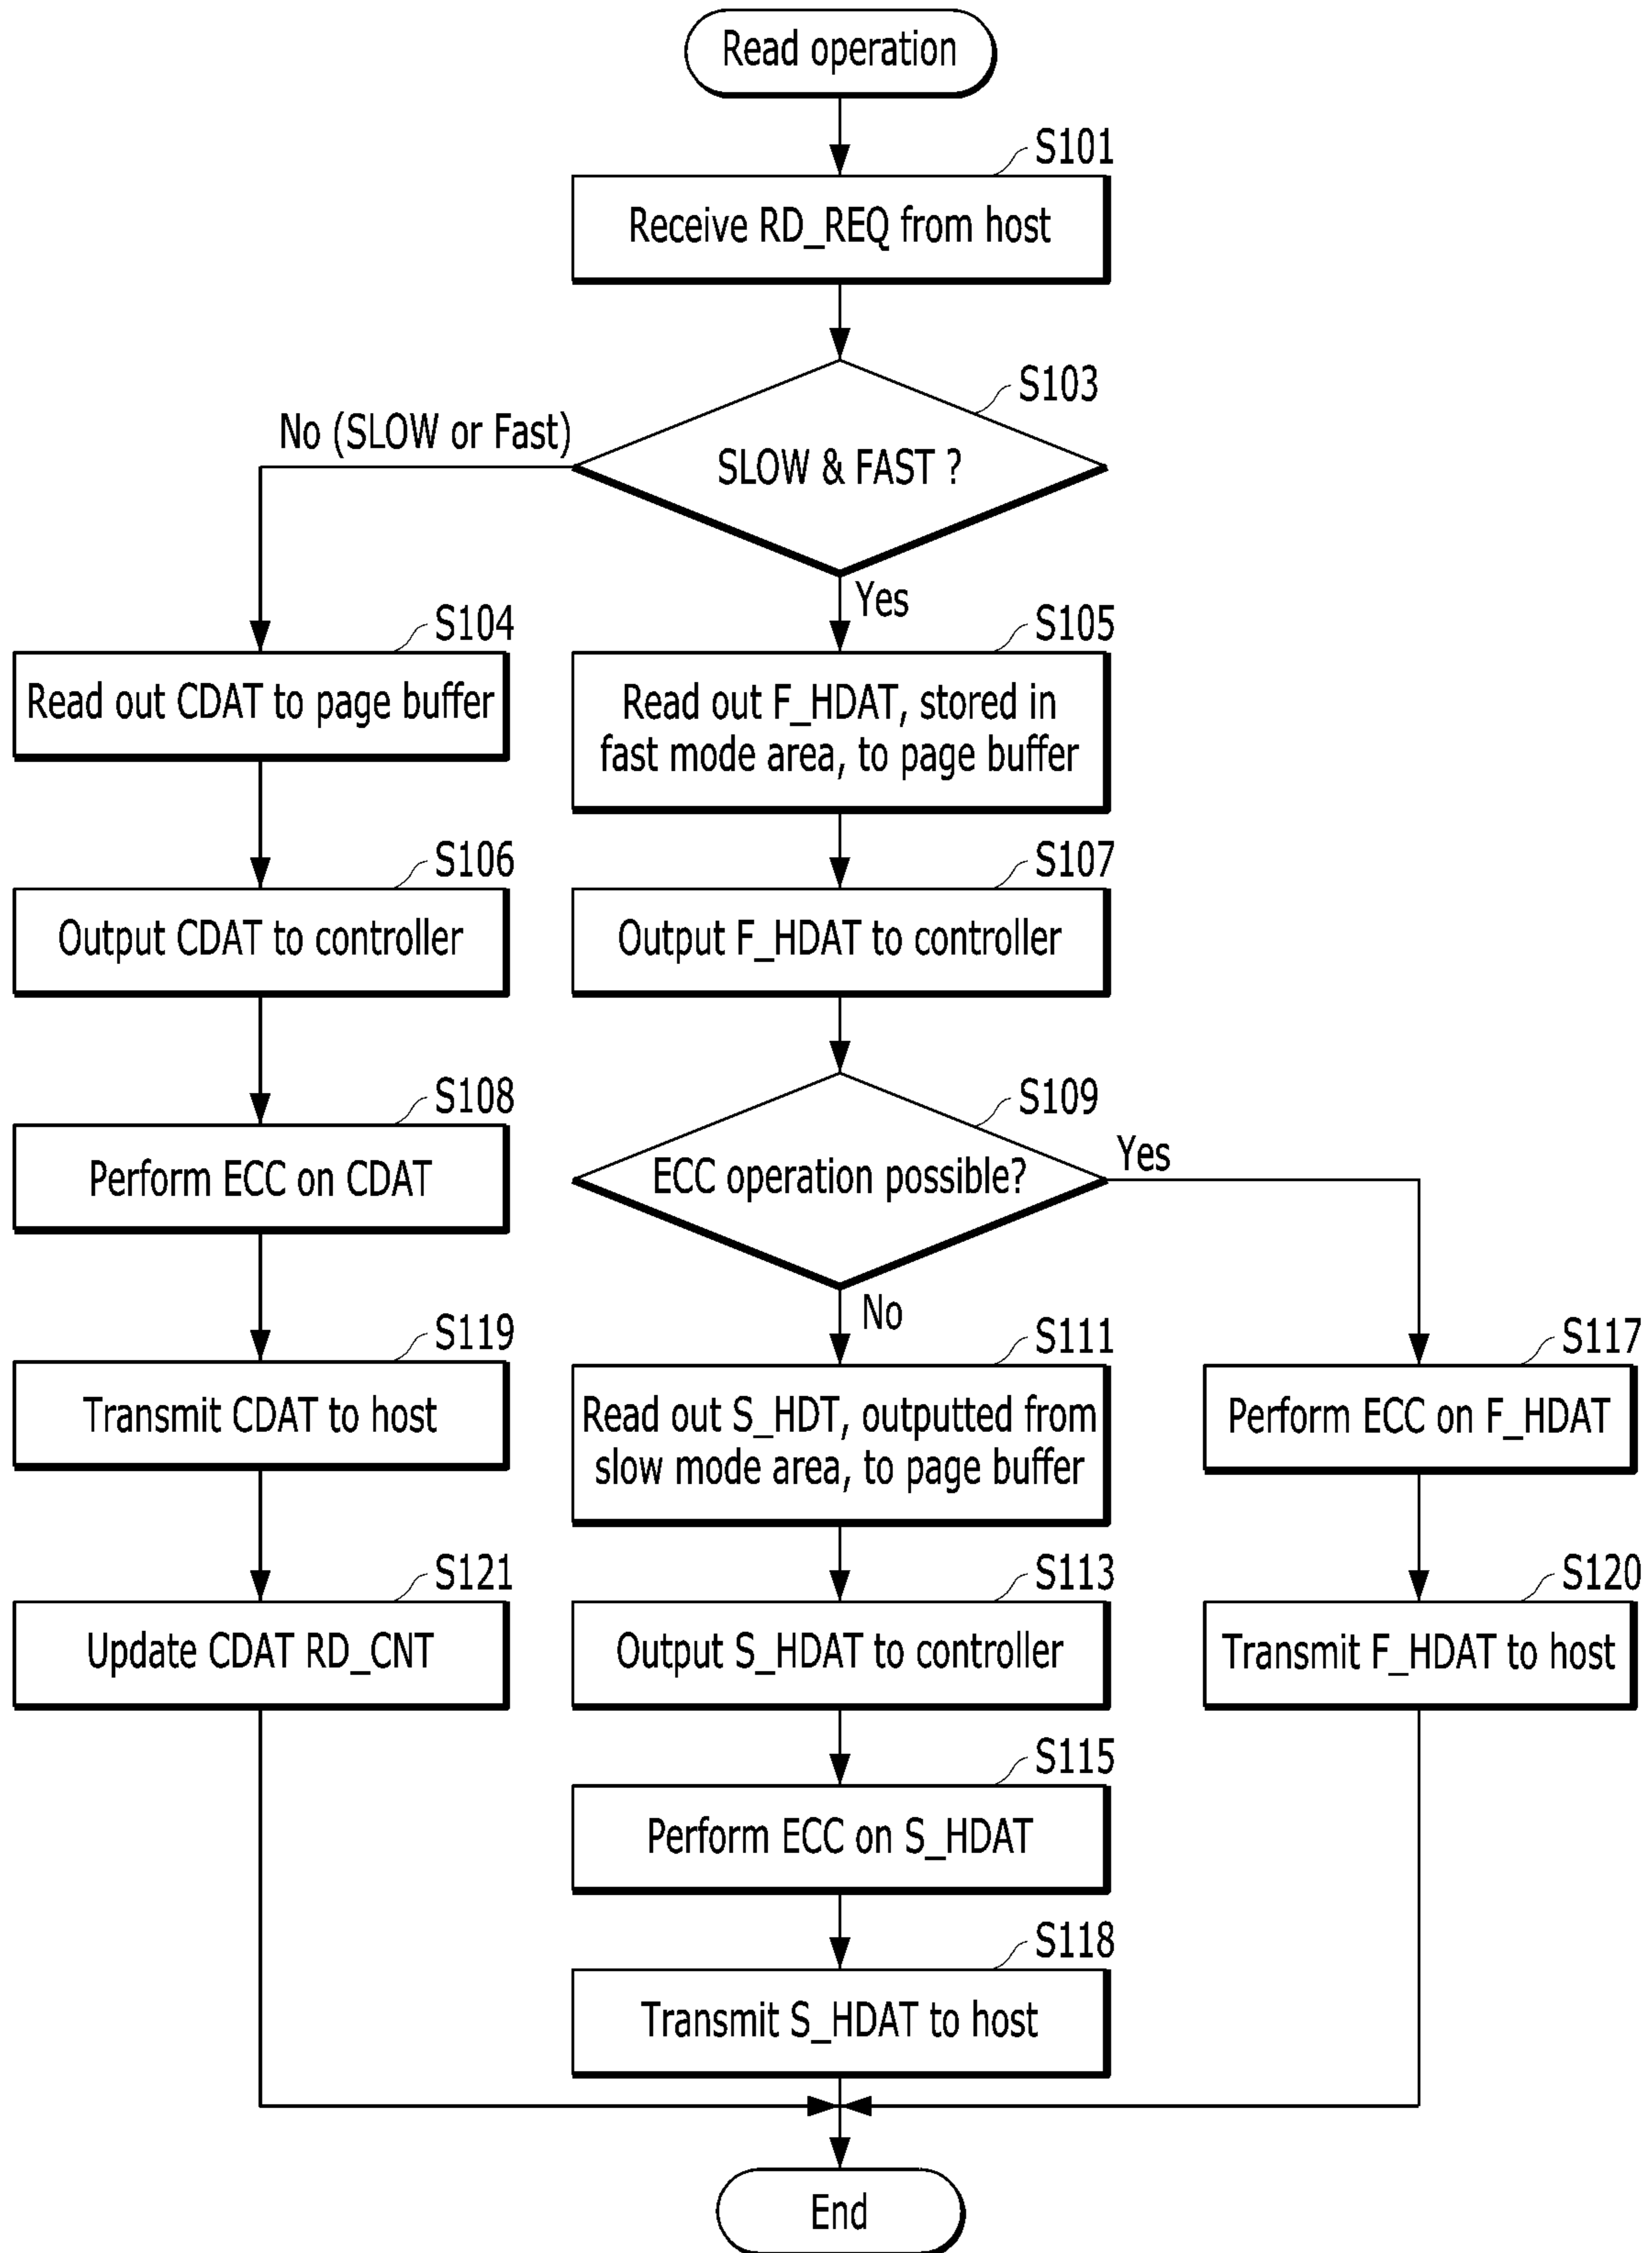 Read operation
S101
Receive RD_REQ from host
S103
No (SLOW or Fast)
SLOW & FAST ?
Yes
S104
Read out CDAT to page buffer
S105
Read out F_HDAT, stored in
fast mode area, to page buffer
S106
Output CDAT to controller
S107
Output F_HDAT to controller
S108
Perform ECC on CDAT
S109
ECC operation possible?
Yes
No
S119
Transmit CDAT to host
S111
Read out S_HDT, outputted from
slow mode area, to page buffer
S117
Perform ECC on F_HDAT
S121
Update CDAT RD_CNT
S113
Output S_HDAT to controller
S120
Transmit F_HDAT to host
S115
Perform ECC on S_HDAT
S118
Transmit S_HDAT to host
End